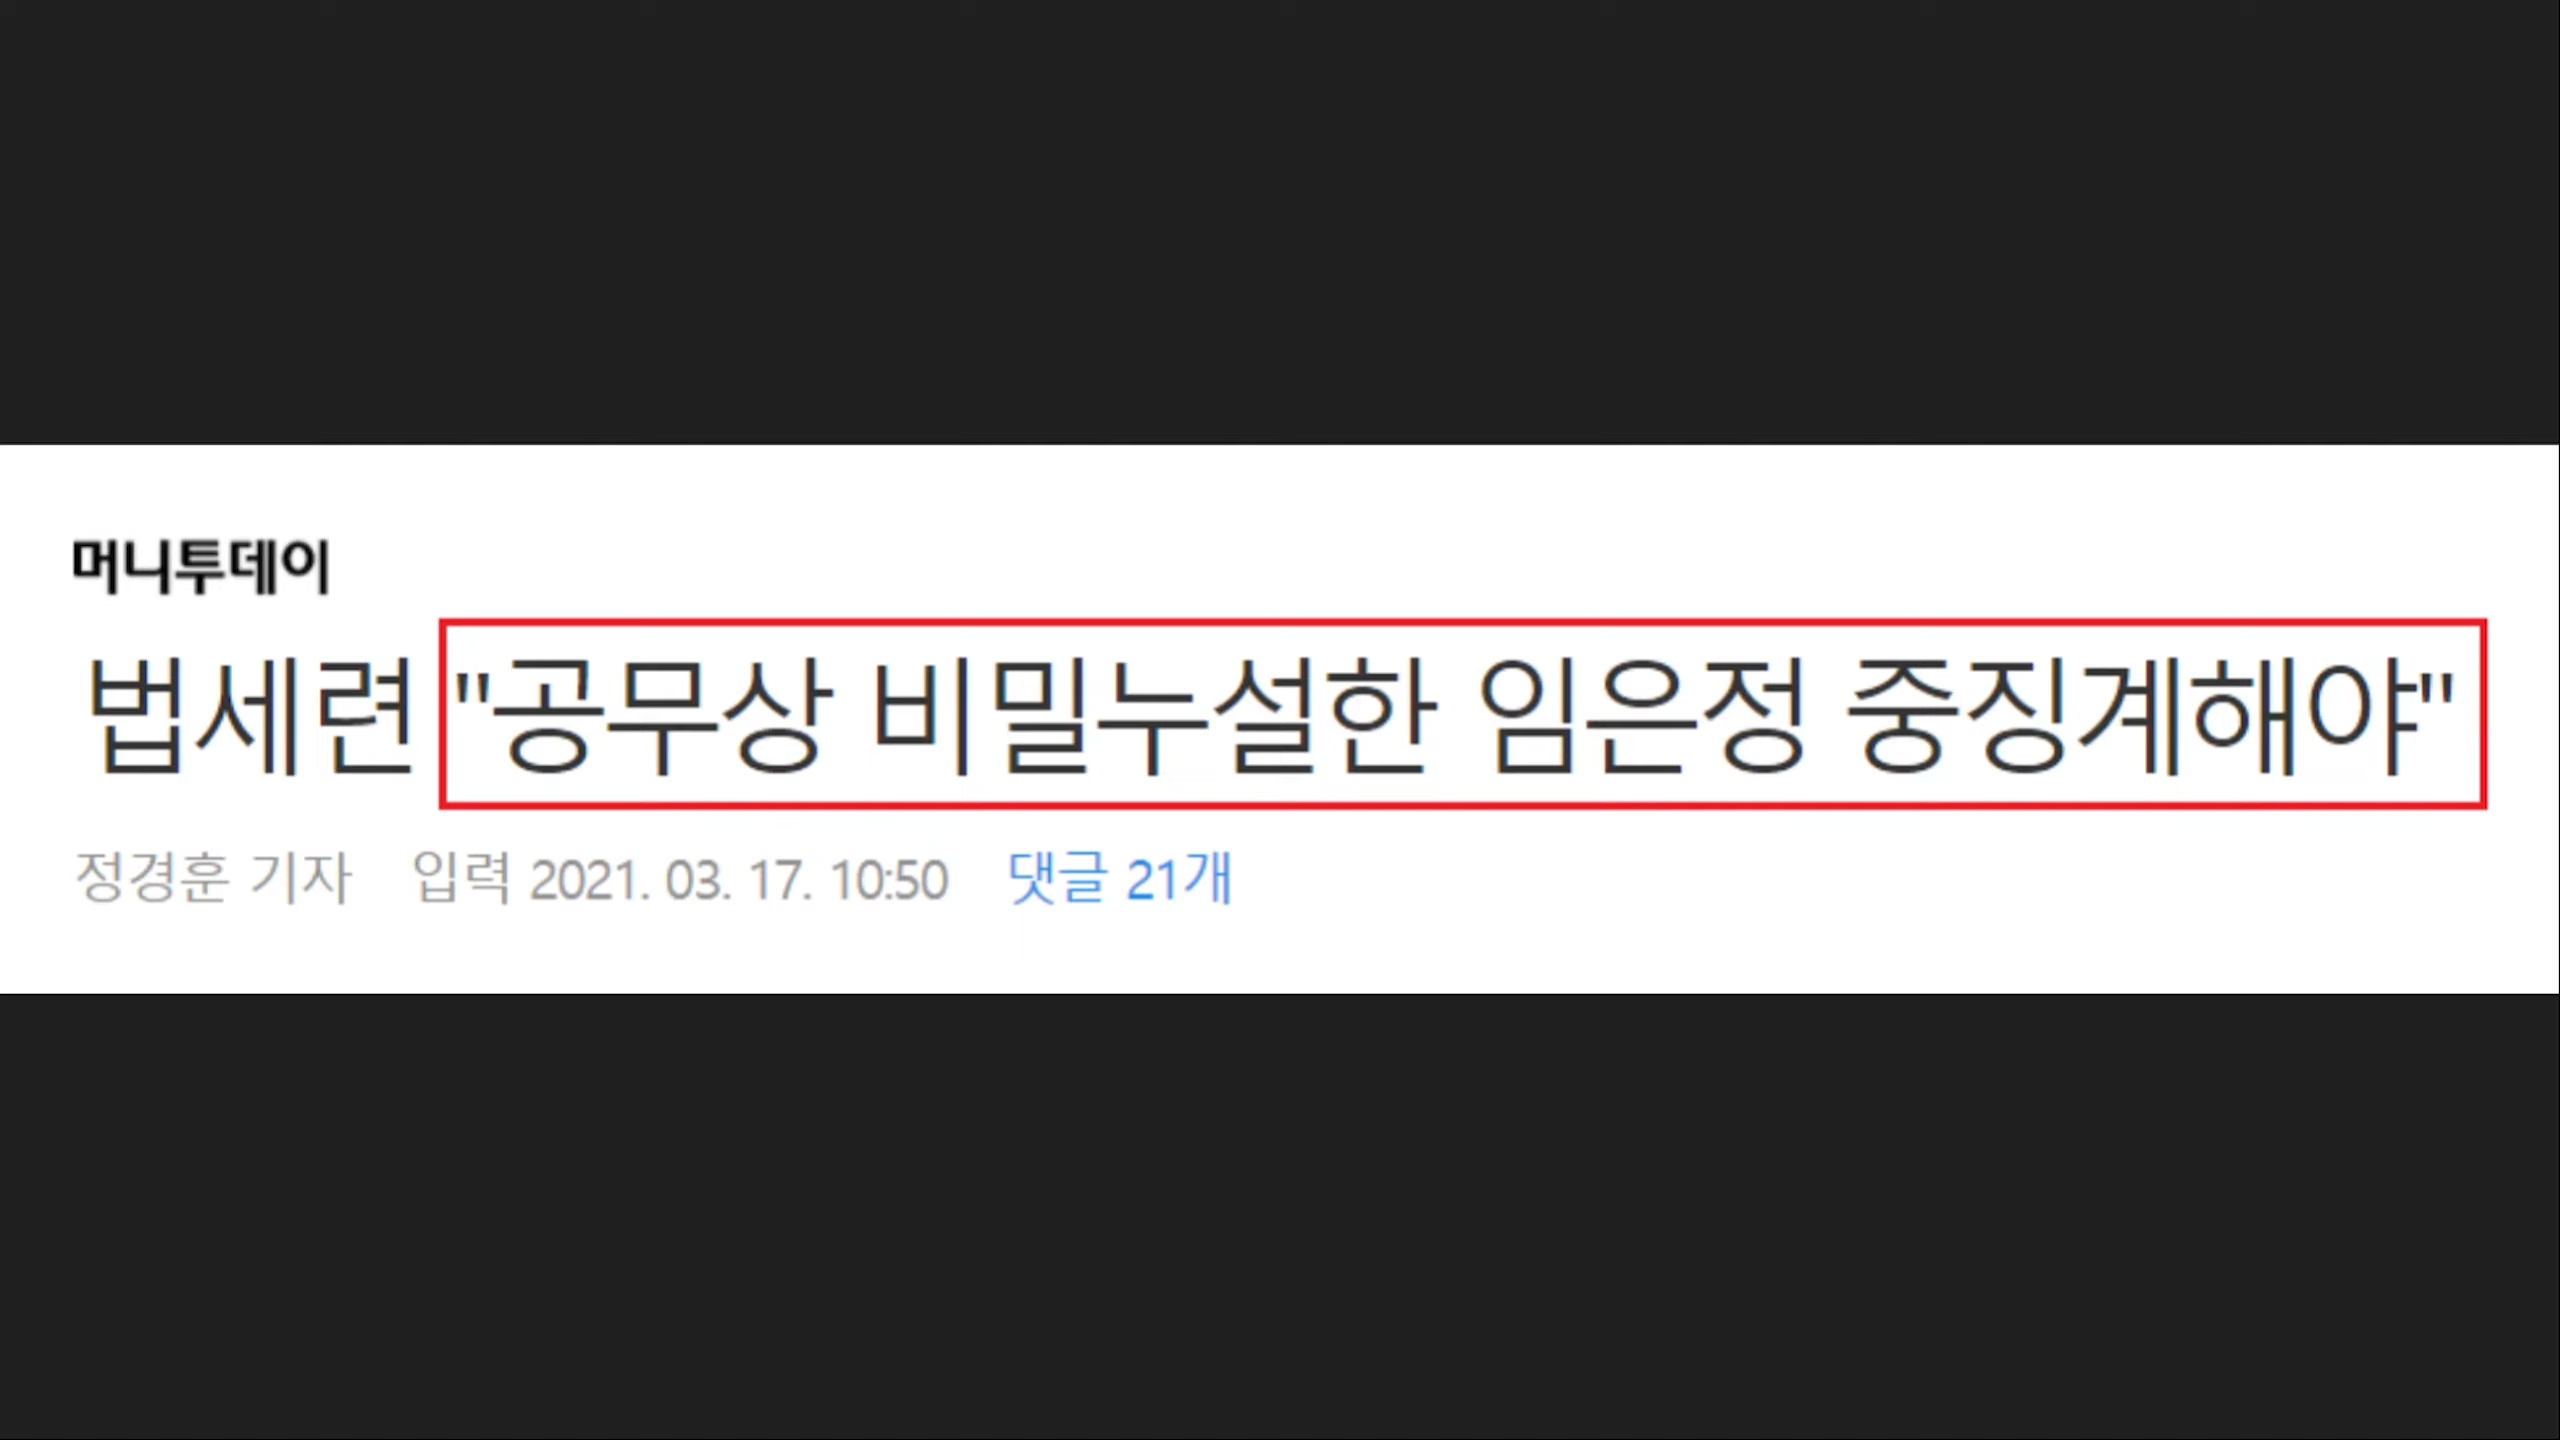 머니투데이
법세련 "공무상 비밀누설한 임은정 중징계해야"
정경훈 기자 입력 2021. 03. 17. 10:50 댓글 21개